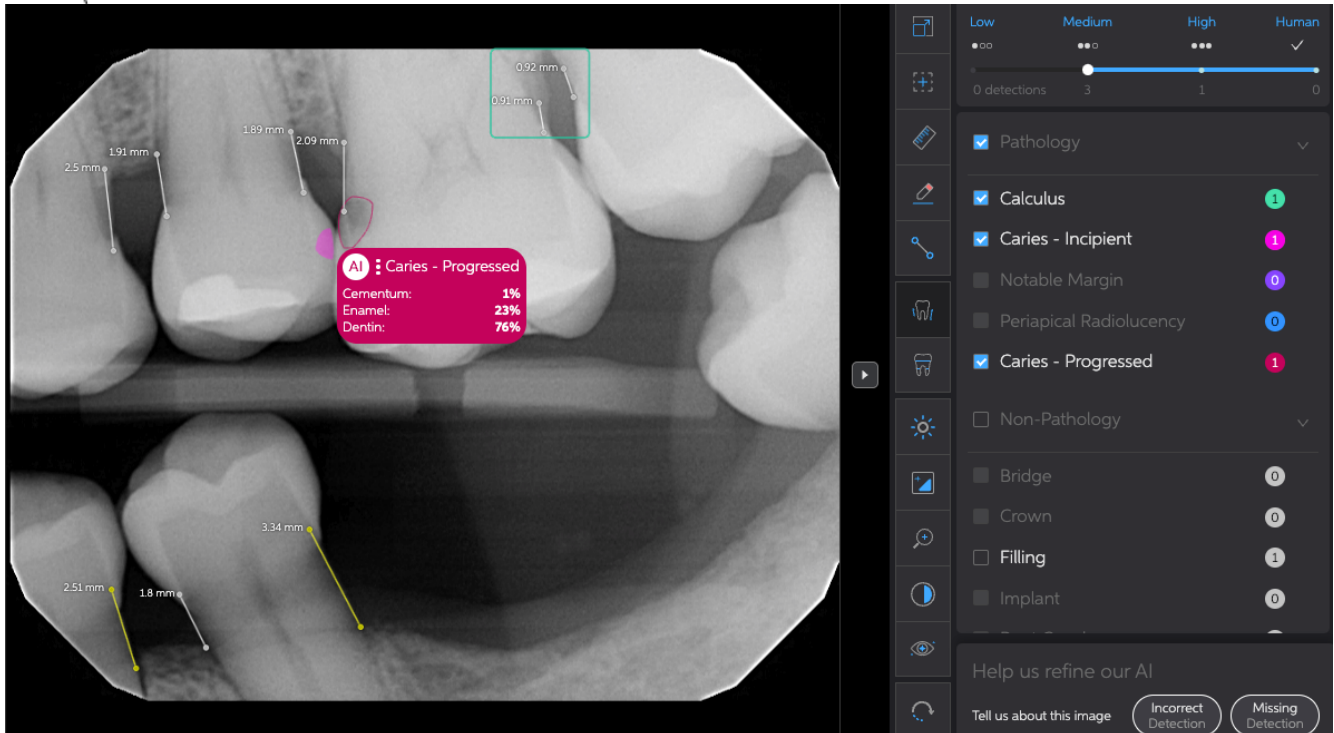 0.92 mm
0.91 mm
1.89 mm
2.09 mm
1.91 mm
2.5 mm
AI Caries - Progressed
Cementum: 1%
Enamel: 23%
Dentin: 76%
3.34 mm
2.51 mm
1.8 mm
Low Medium High Human
0 detections 3 1 0
Pathology
Calculus 1
Caries - Incipient 1
Notable Margin 0
Periapical Radiolucency 0
Caries - Progressed 1
Non-Pathology
Bridge 0
Crown 0
Filling 1
Implant 0
Help us refine our AI
Tell us about this image
Incorrect
Detection
Missing
Detection